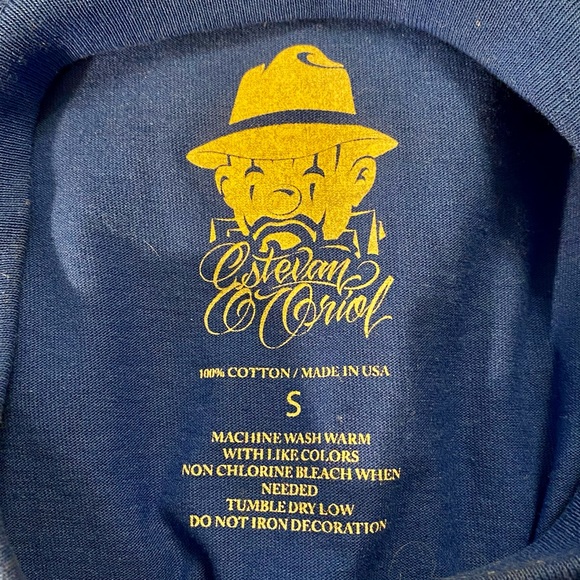 Estevan
Oriol
100% COTTON / MADE IN USA
S
MACHINE WASH WARM
WITH LIKE COLORS
NON CHLORINE BLEACH WHEN
NEEDED
TUMBLE DRY LOW
DO NOT IRON DECORATION